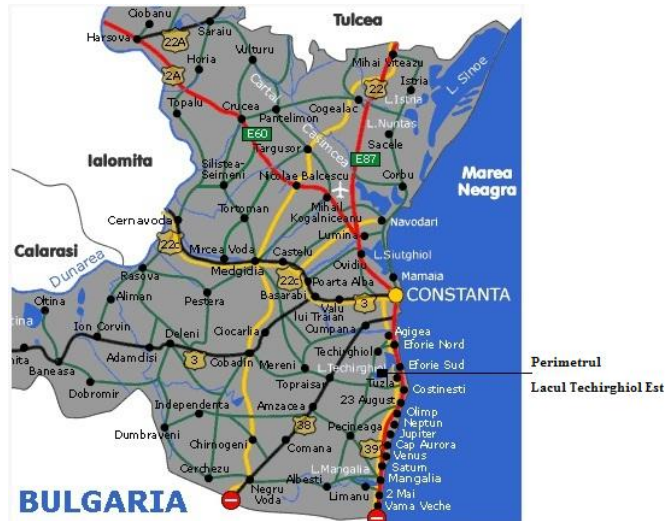 Tulcea
Ciobanu
Saraiu
Harsova
22A
Vulturu
Mihai Viteazu
Horia
2A
Cartal
22
Istria
L. Sinoe
Topalu
Crucea
Pantelimon
Cogealac
L.Istria
E60
Casimcea
L.Nuntas
Targusor
Sacele
Ialomita
E87
Silistea-
Seimeni
Nicolae Balcescu
Corbu
Marea
Neagra
Cernavoda
Tortoman
Mihail
Kogalniceanu
Navodari
Lumina
Calarasi
22c
Mircea Voda
Castelu
L.Siutghiol
Dunarea
Medgidia
Ovidiu
Rasova
22c
Poarta Alba
Mamaia
Oltina
Aliman
Pestera
Basarabi
3
CONSTANTA
Valu
lui Traian
Ion Corvin
Deleni
Ciocarlia
Cumpana
Agigea
Eforie Nord
Techirghiol
Adamdisi
3
Cobadin
Mereni
L.Techirghiol
Eforie Sud
Perimetrul
Baneasa
Topraisar
Tuzla
Costinesti
Lacul Techirghiol Est
Dobromir
23 August
Independenta
Amzacea
Olimp
Neptun
Dumbraveni
38
Pecineaga
Jupiter
Chirnogeni
Comana
39
Cap Aurora
Venus
Cerchezu
L.Mangalia
Saturn
Albesti
Mangalia
BULGARIA
Negru
Voda
Limanu
2 Mai
Vama Veche